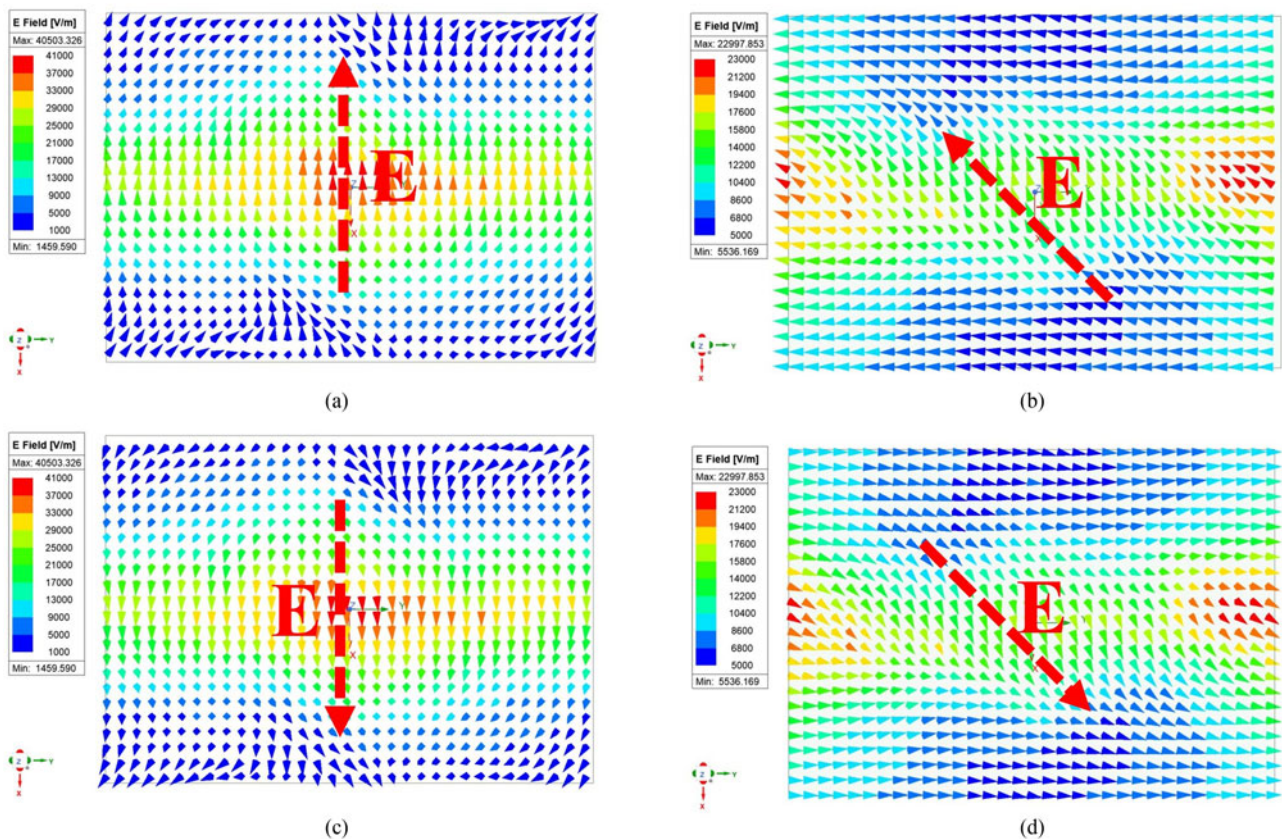 E Field [V/m]
Max: 40503.326
41000
37000
33000
29000
25000
21000
17000
13000
9000
5000
1000
Min: 1459.590
E
Z
X
Z
Y
X
(a)
E Field [V/m]
Max: 22997.853
23000
21200
19400
17600
15800
14000
12200
10400
8600
6800
5000
Min: 5536.169
E
Z
Z
Y
X
(b)
E Field [V/m]
Max: 40503.326
41000
37000
33000
29000
25000
21000
17000
13000
9000
5000
1000
Min: 1459.590
E
Z
Y
X
Z
Y
X
(c)
E Field [V/m]
Max: 22997.853
23000
21200
19400
17600
15800
14000
12200
10400
8600
6800
5000
Min: 5536.169
E
Z
Y
X
(d)